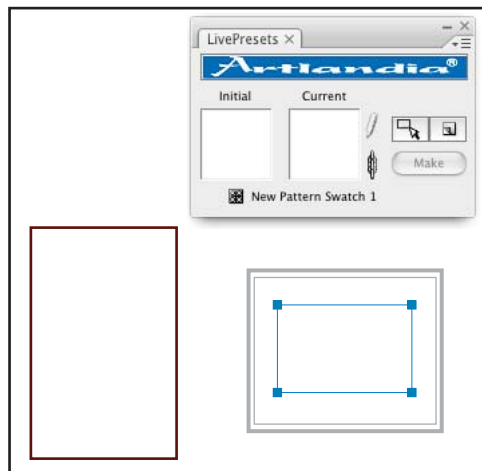 LivePresets
Artlandia®
Initial Current
Make
New Pattern Swatch 1